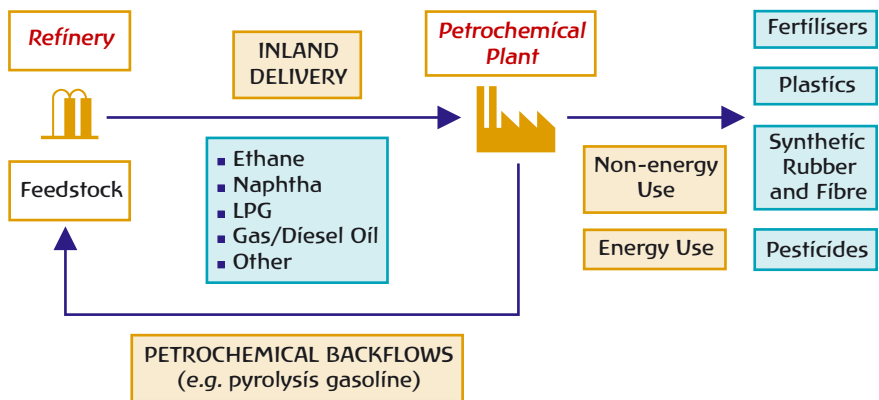 Refinery
Feedstock
INLAND
DELIVERY
Ethane
Naphtha
LPG
Gas/Diesel Oil
Other
Petrochemical
Plant
Non-energy
Use
Energy Use
Fertilisers
Plastics
Synthetic
Rubber
and Fibre
Pesticides
PETROCHEMICAL BACKFLOWS
(e.g. pyrolysis gasoline)